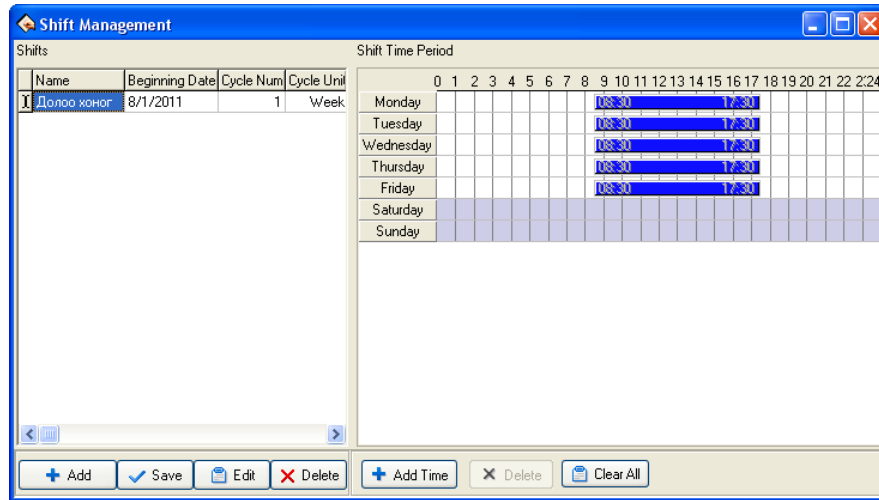 Shift Management
Shifts
Shift Time Period
Name Beginning Date Cycle Num Cycle Unit
Долоо хоног 8/1/2011 1 Week
0 1 2 3 4 5 6 7 8 9 10 11 12 13 14 15 16 17 18 19 20 21 22 2:24
Monday 08:30 17:30
Tuesday 08:30 17:30
Wednesday 08:30 17:30
Thursday 08:30 17:30
Friday 08:30 17:30
Saturday
Sunday
Add Save Edit Delete
Add Time Delete Clear All